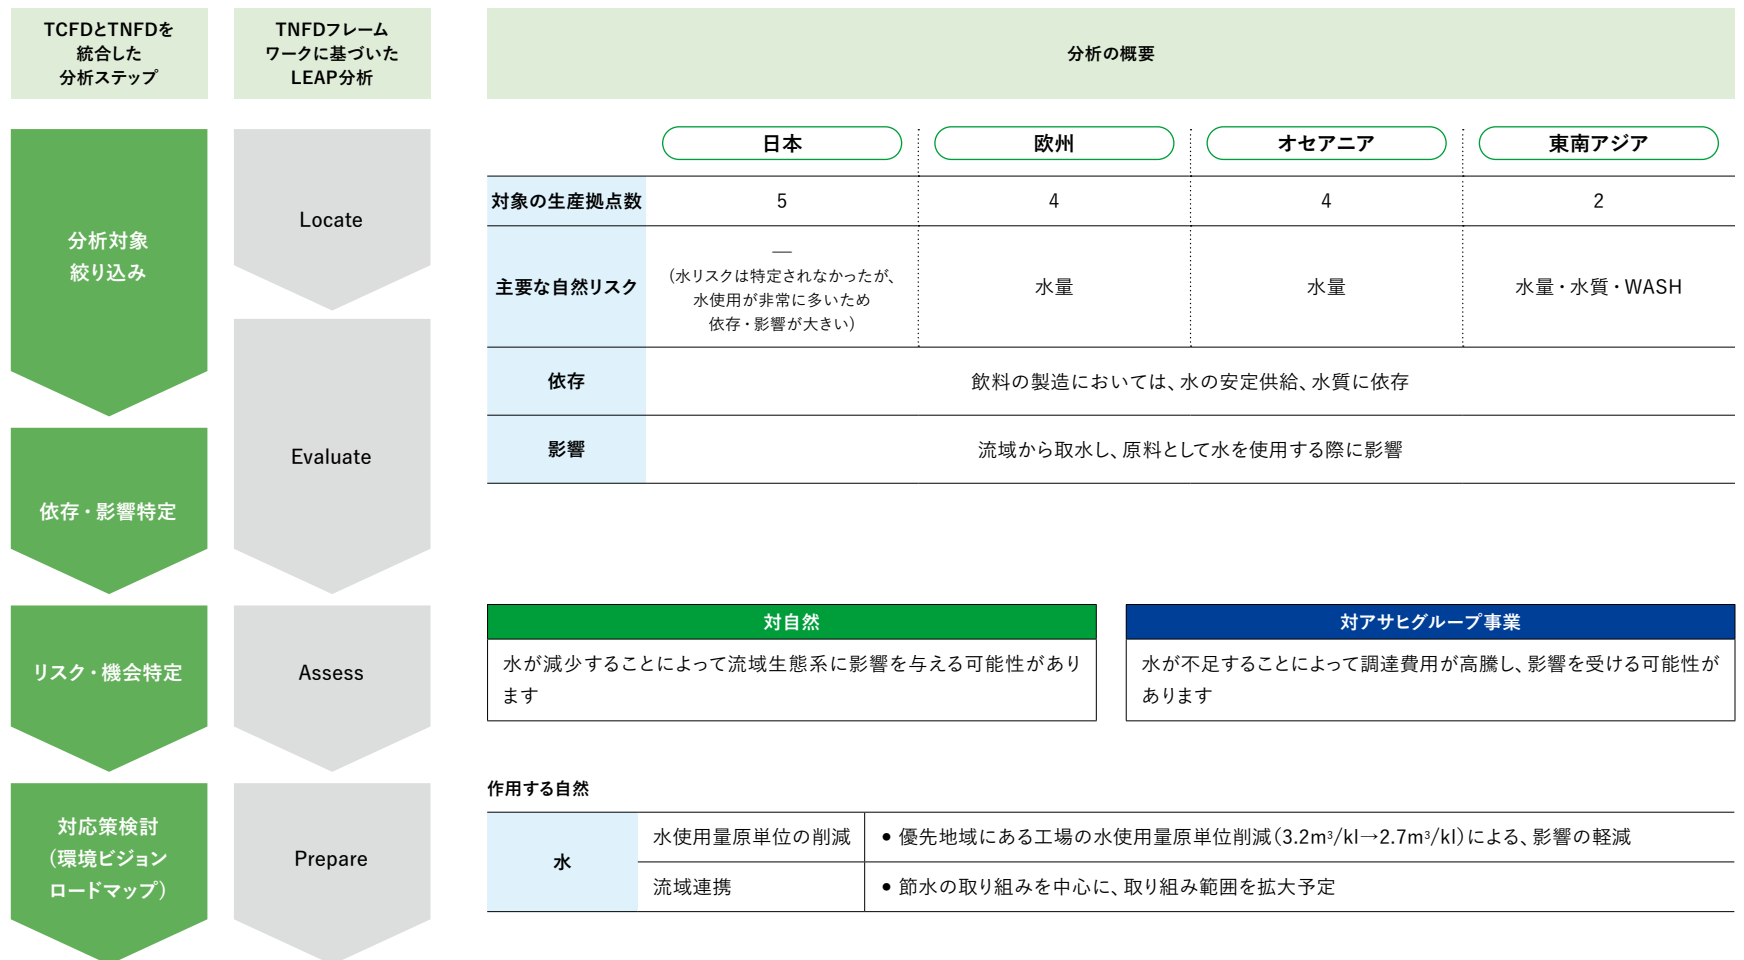 TCFDとTNFDを
統合した
分析ステップ
TNFDフレーム
ワークに基づいた
LEAP分析
分析の概要
分析対象
絞り込み
依存・影響特定
リスク・機会特定
対応策検討
（環境ビジョン
ロードマップ）
Locate
Evaluate
Assess
Prepare
日本
欧州
オセアニア
東南アジア
対象の生産拠点数
5
4
4
2
主要な自然リスク
—
（水リスクは特定されなかったが、
水使用が非常に多いため
依存・影響が大きい）
水量
水量
水量・水質・WASH
依存
飲料の製造においては、水の安定供給、水質に依存
影響
流域から取水し、原料として水を使用する際に影響
対自然
水が減少することによって流域生態系に影響を与える可能性があり
ます
対アサヒグループ事業
水が不足することによって調達費用が高騰し、影響を受ける可能性が
あります
作用する自然
水
水使用量原単位の削減
● 優先地域にある工場の水使用量原単位削減（3.2m³/kl→2.7m³/kl）による、影響の軽減
流域連携
● 節水の取り組みを中心に、取り組み範囲を拡大予定